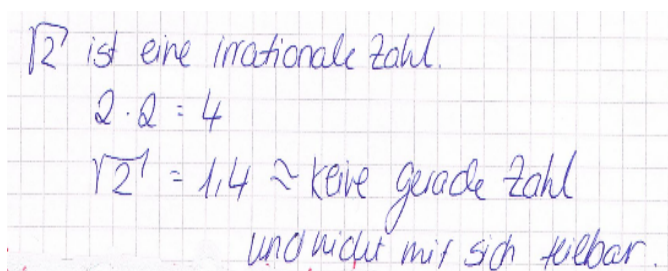 √2 ist eine irrationale Zahl.
2 · 2 = 4
√2 = 1,4 ≈ keine gerade Zahl
und nicht mit sich teilbar.